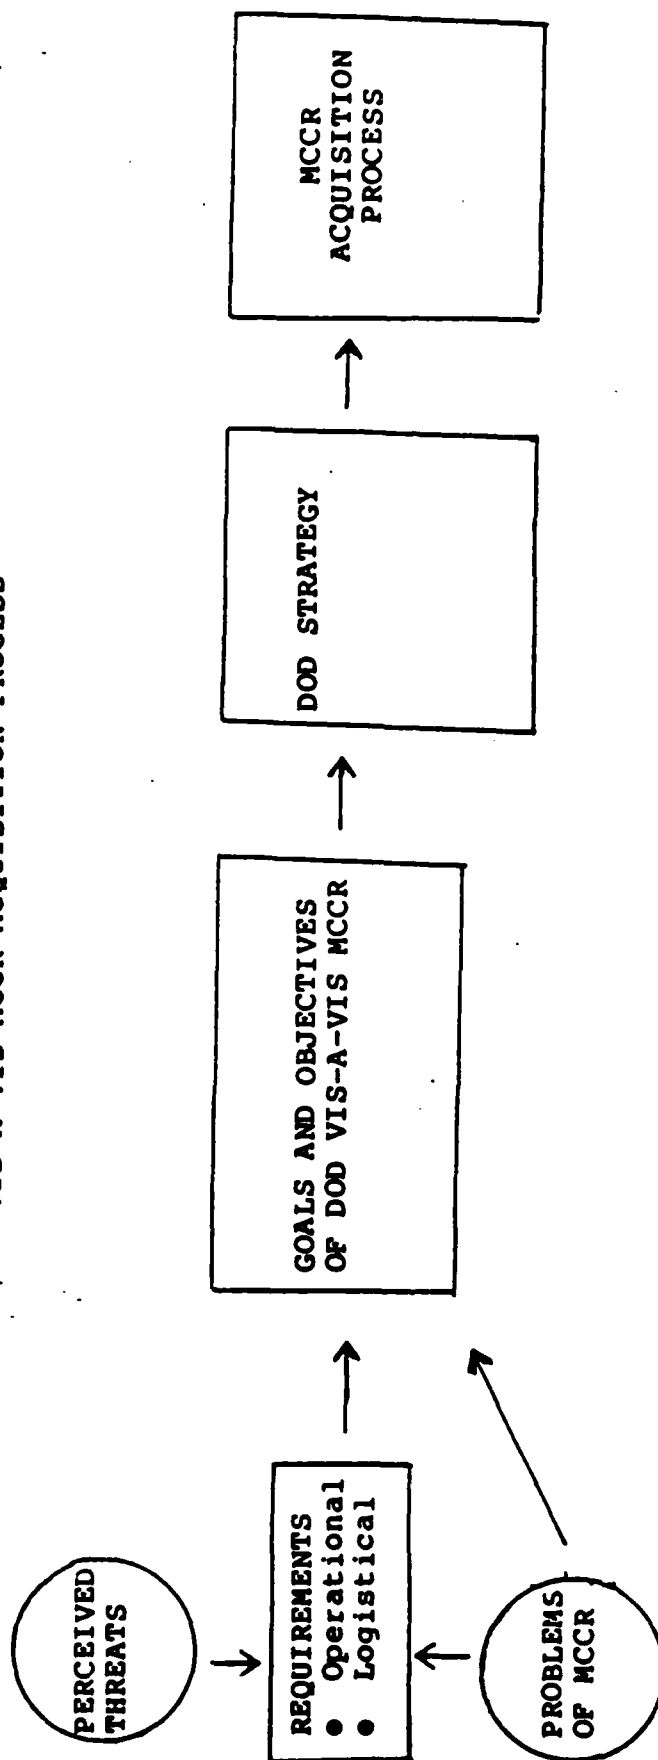 PERCEIVED
THREATS
REQUIREMENTS
● Operational
● Logistical
PROBLEMS
OF MCCR
GOALS AND OBJECTIVES
OF DOD VIS-A-VIS MCCR
DOD STRATEGY
MCCR
ACQUISITION
PROCESS